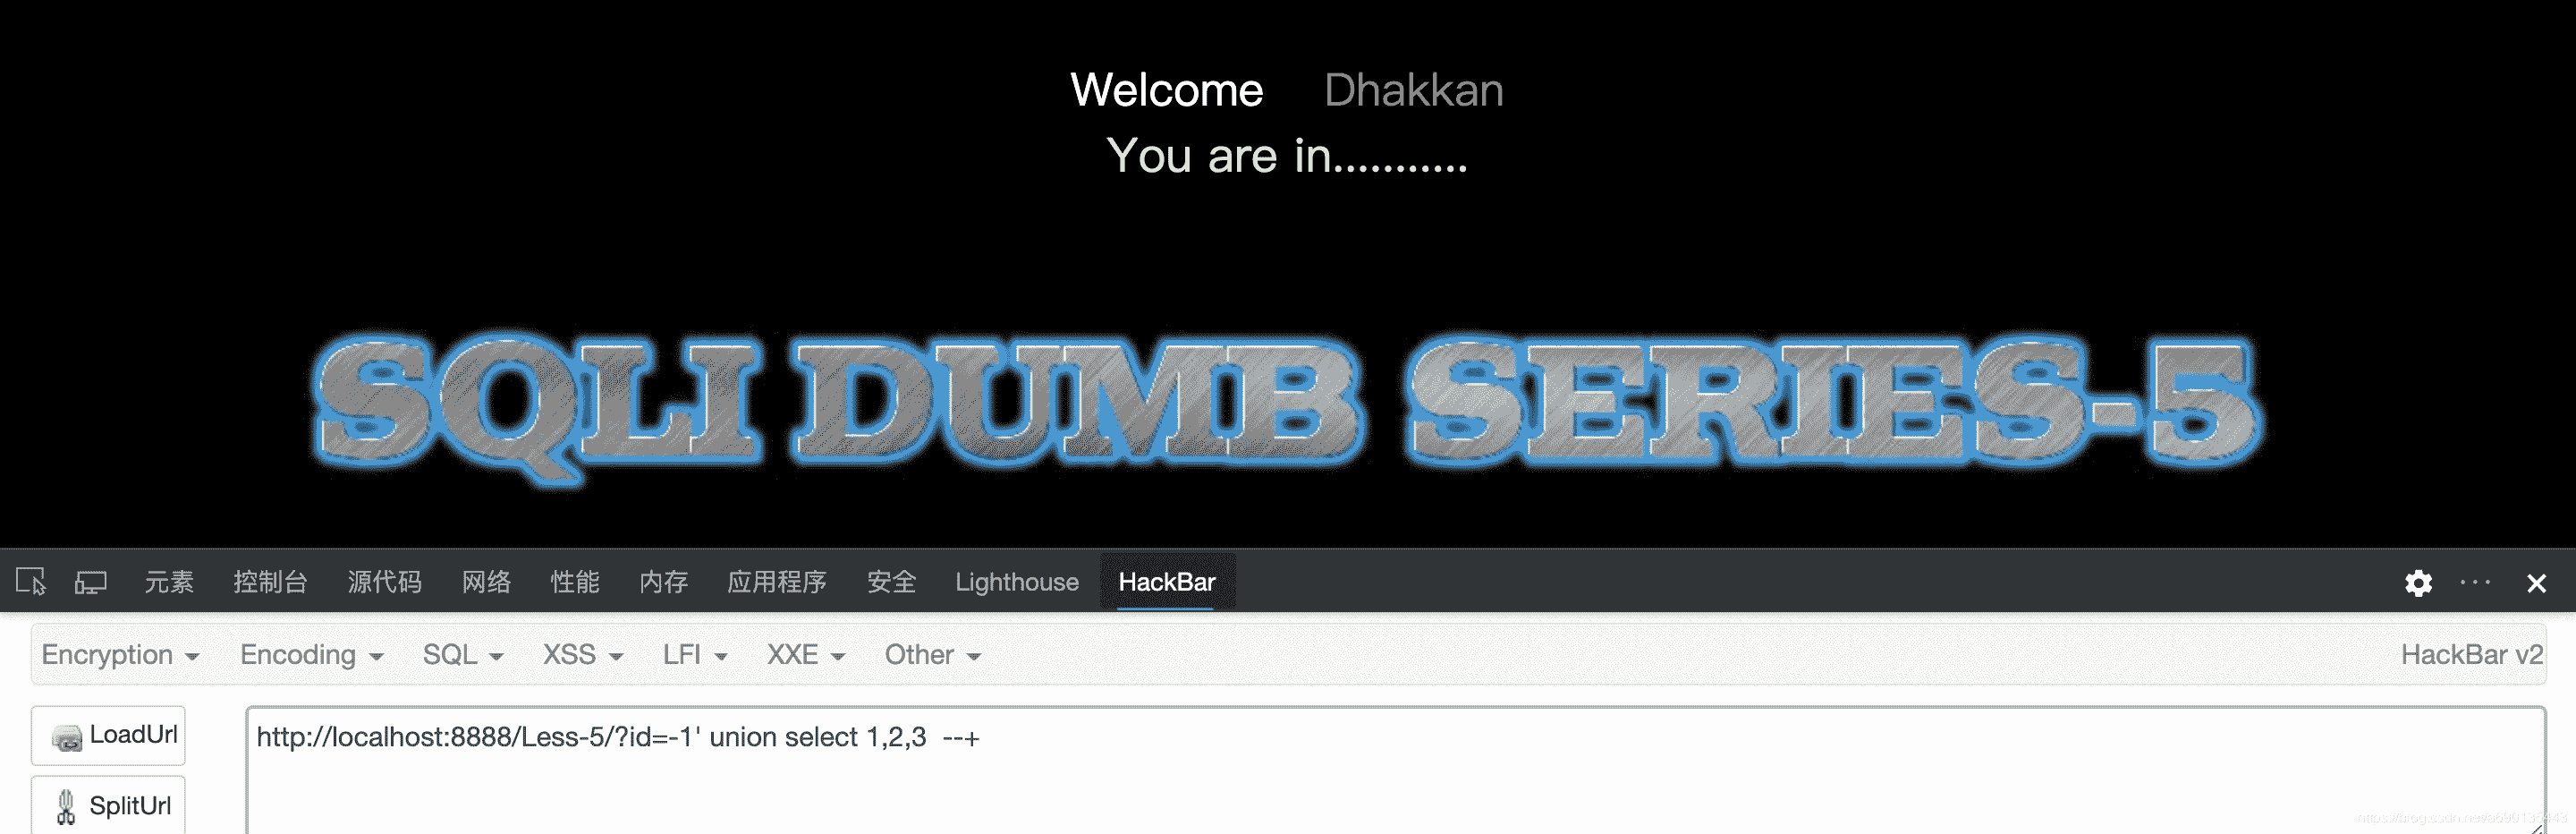 Welcome Dhakkan
You are in...........
SQLI DUMB SERIES-5
元素 控制台 源代码 网络 性能 内存 应用程序 安全 Lighthouse HackBar
Encryption Encoding SQL XSS LFI XXE Other HackBar v2
LoadUrl http://localhost:8888/Less-5/?id=-1' union select 1,2,3 --+
SplitUrl